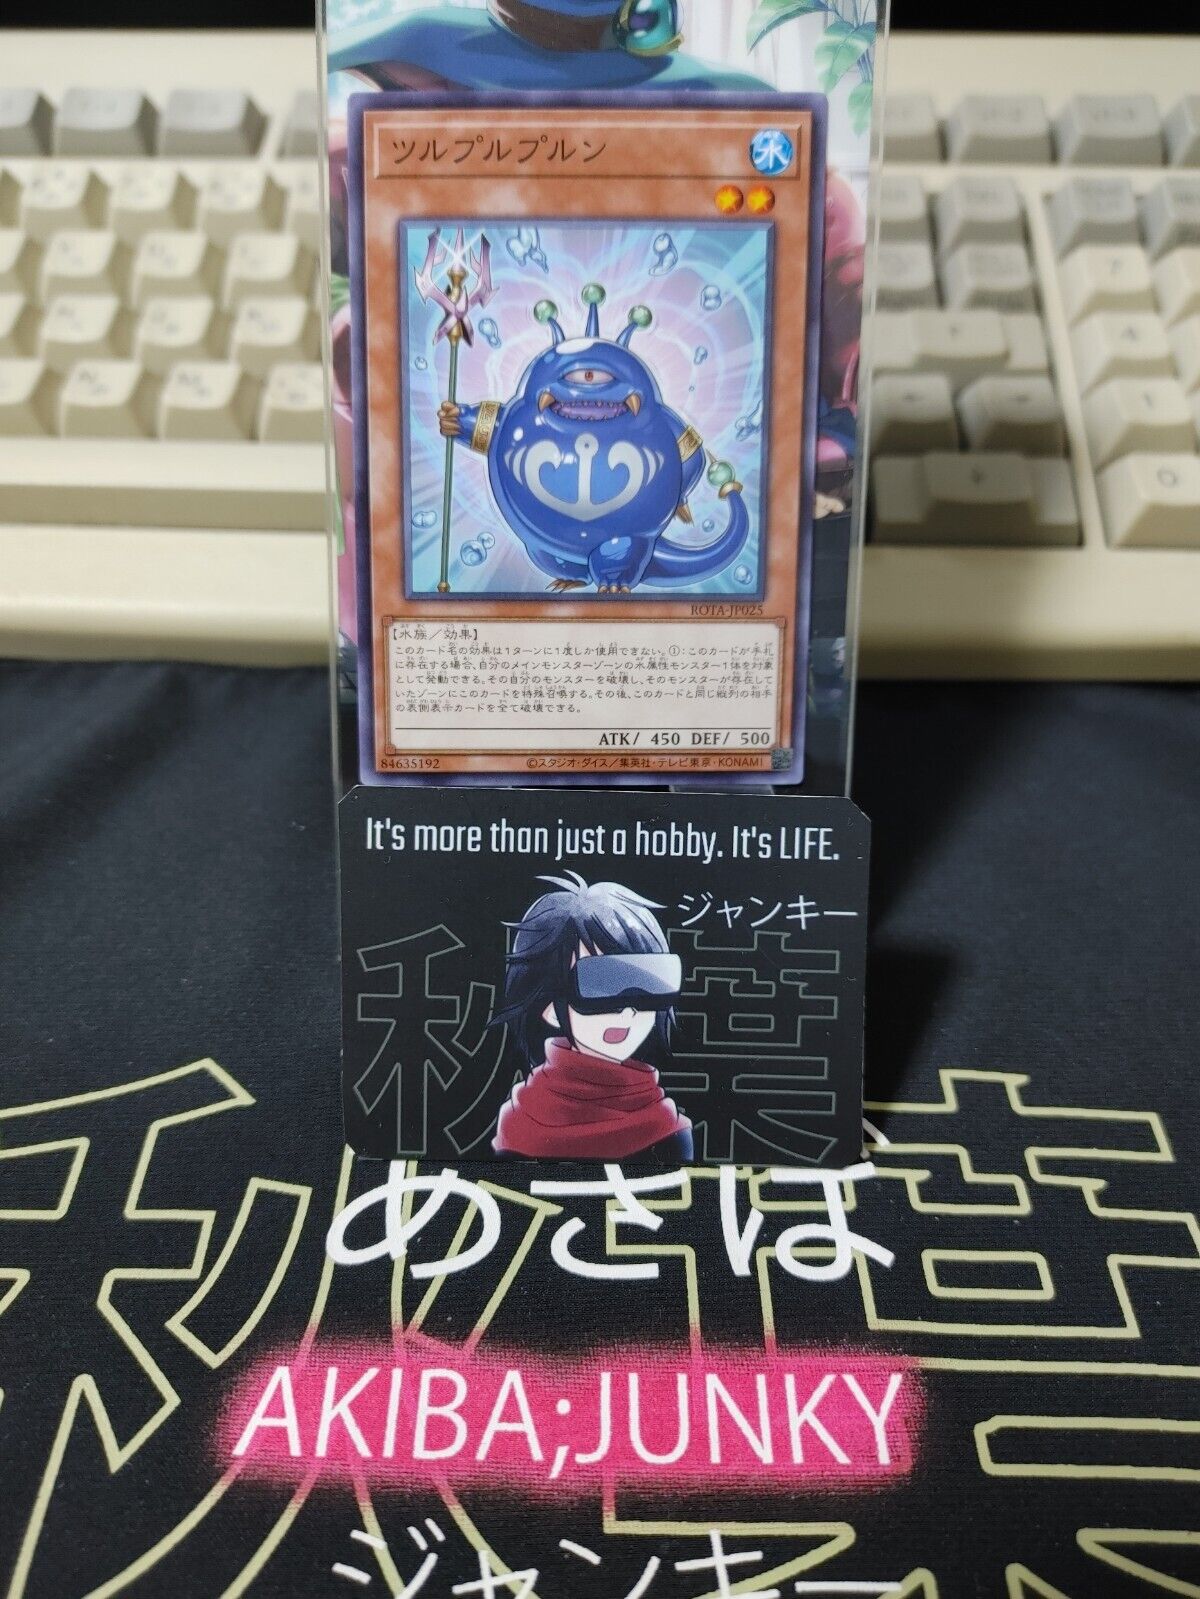 ツルプルプルン
水
ROTA-JP025
【水族／効果】
このカード名の効果は1ターンに1度しか使用できない。①：このカードが手札
に存在する場合、自分のメインモンスターゾーンの水属性モンスター1体を対象
として発動できる。その自分のモンスターを破壊し、そのモンスターが存在して
いたゾーンにこのカードを特殊召喚する。その後、このカードと同じ縦列の相手
の表側表示カードを全て破壊できる。
ATK/ 450 DEF/ 500
84635192
©スタジオ・ダイス／集英社・テレビ東京・KONAMI
It's more than just a hobby. It's LIFE.
ジャンキー
秋葉
めざは
AKIBA;JUNKY
ジャンキー